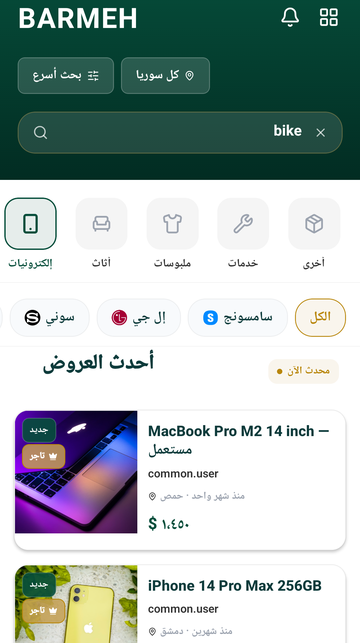 BARMEH
كل سوريا
بحث أسرع
bike
أخرى
خدمات
ملبوسات
أثاث
إلكترونيات
الكل
سامسونج
إل جي
سوني
أحدث العروض
محدث الآن
جديد
تاجر
MacBook Pro M2 14 inch —
مستعمل
common.user
منذ شهر واحد · حمص
$ ١،٤٥٠
جديد
تاجر
iPhone 14 Pro Max 256GB
common.user
منذ شهرين · دمشق